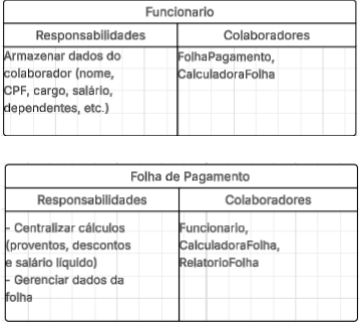 Funcionario
Responsabilidades Colaboradores
Armazenar dados do
colaborador (nome,
CPF, cargo, salário,
dependentes, etc.)
FolhaPagamento,
CalculadoraFolha
Folha de Pagamento
Responsabilidades Colaboradores
- Centralizar cálculos
(proventos, descontos
e salário líquido)
- Gerenciar dados da
folha
Funcionario,
CalculadoraFolha,
RelatorioFolha